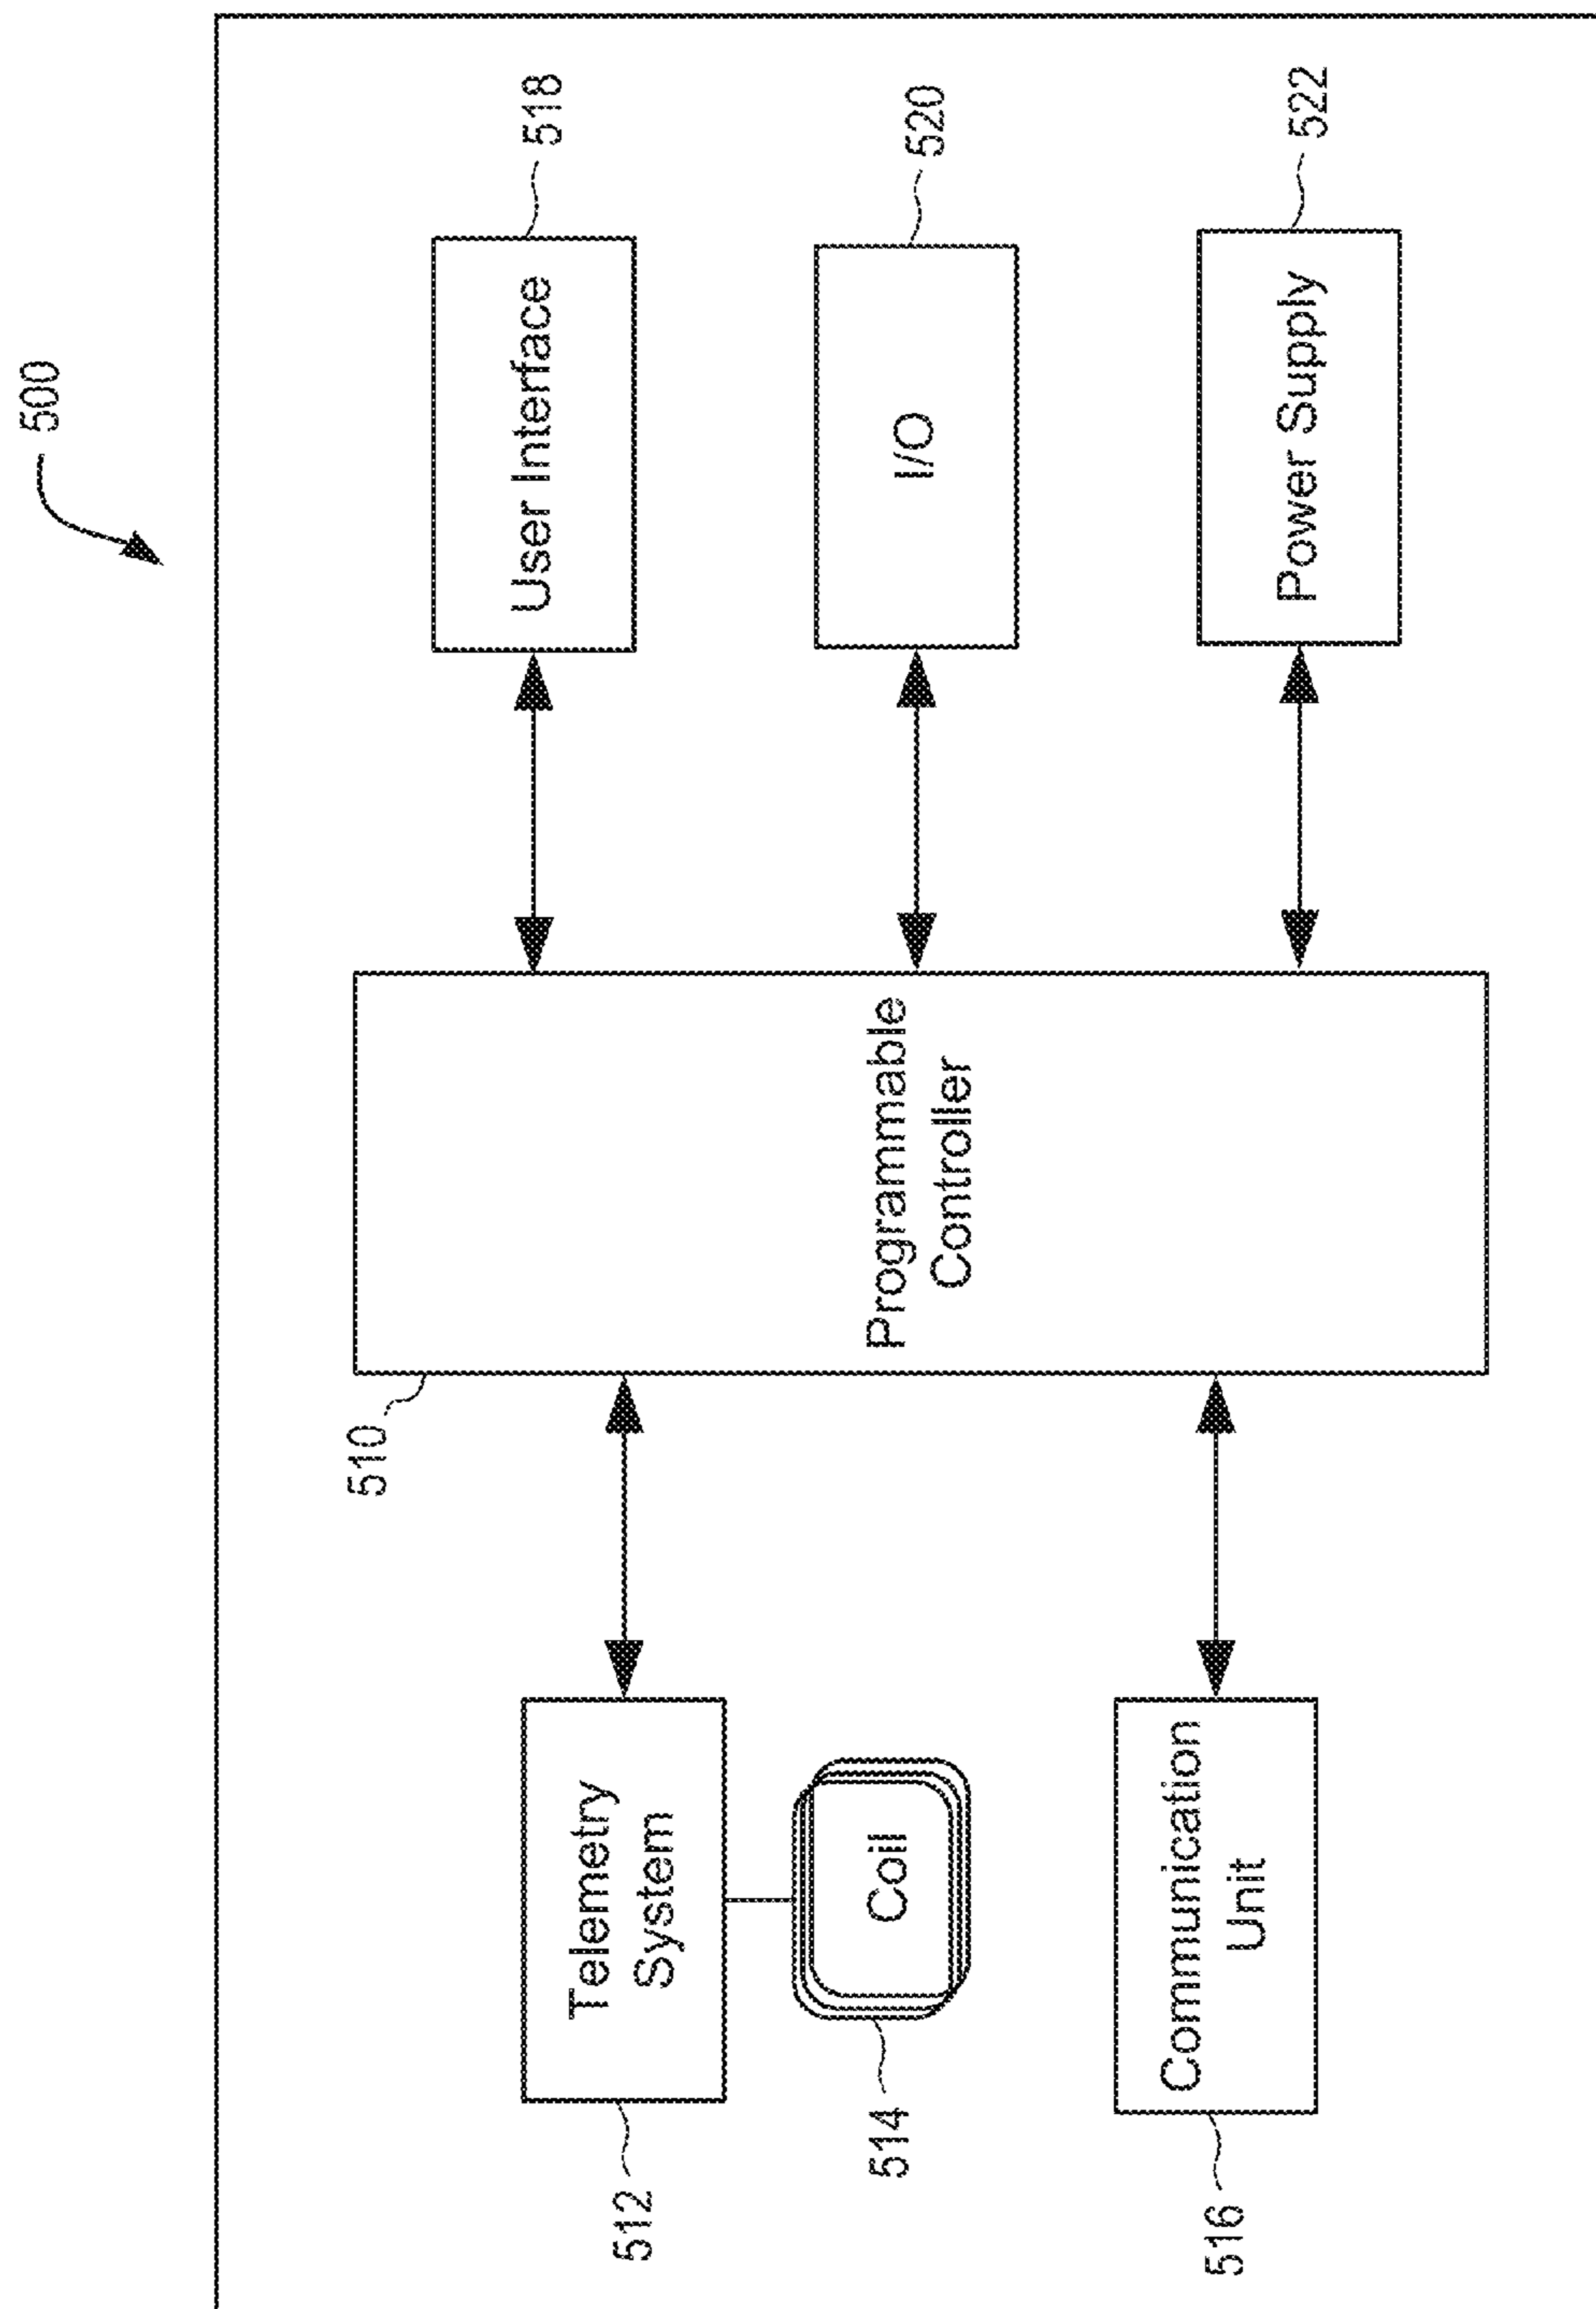 500
510
Telemetry
System
512
Coil
514
Communication
Unit
516
Programmable
Controller
User Interface
518
I/O
520
Power Supply
522